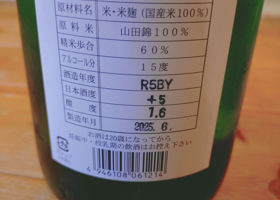 原材料名 米・米麹(国産米100%)
原料米 山田錦100%
精米歩合 60%
アルコール分 15度
酒造年度 R5BY
日本酒度 +5
酸度 1.6
製造年月 2025.6.
お酒は20歳になってから
妊娠中・授乳期の飲酒はお控え下さい
4946108061214